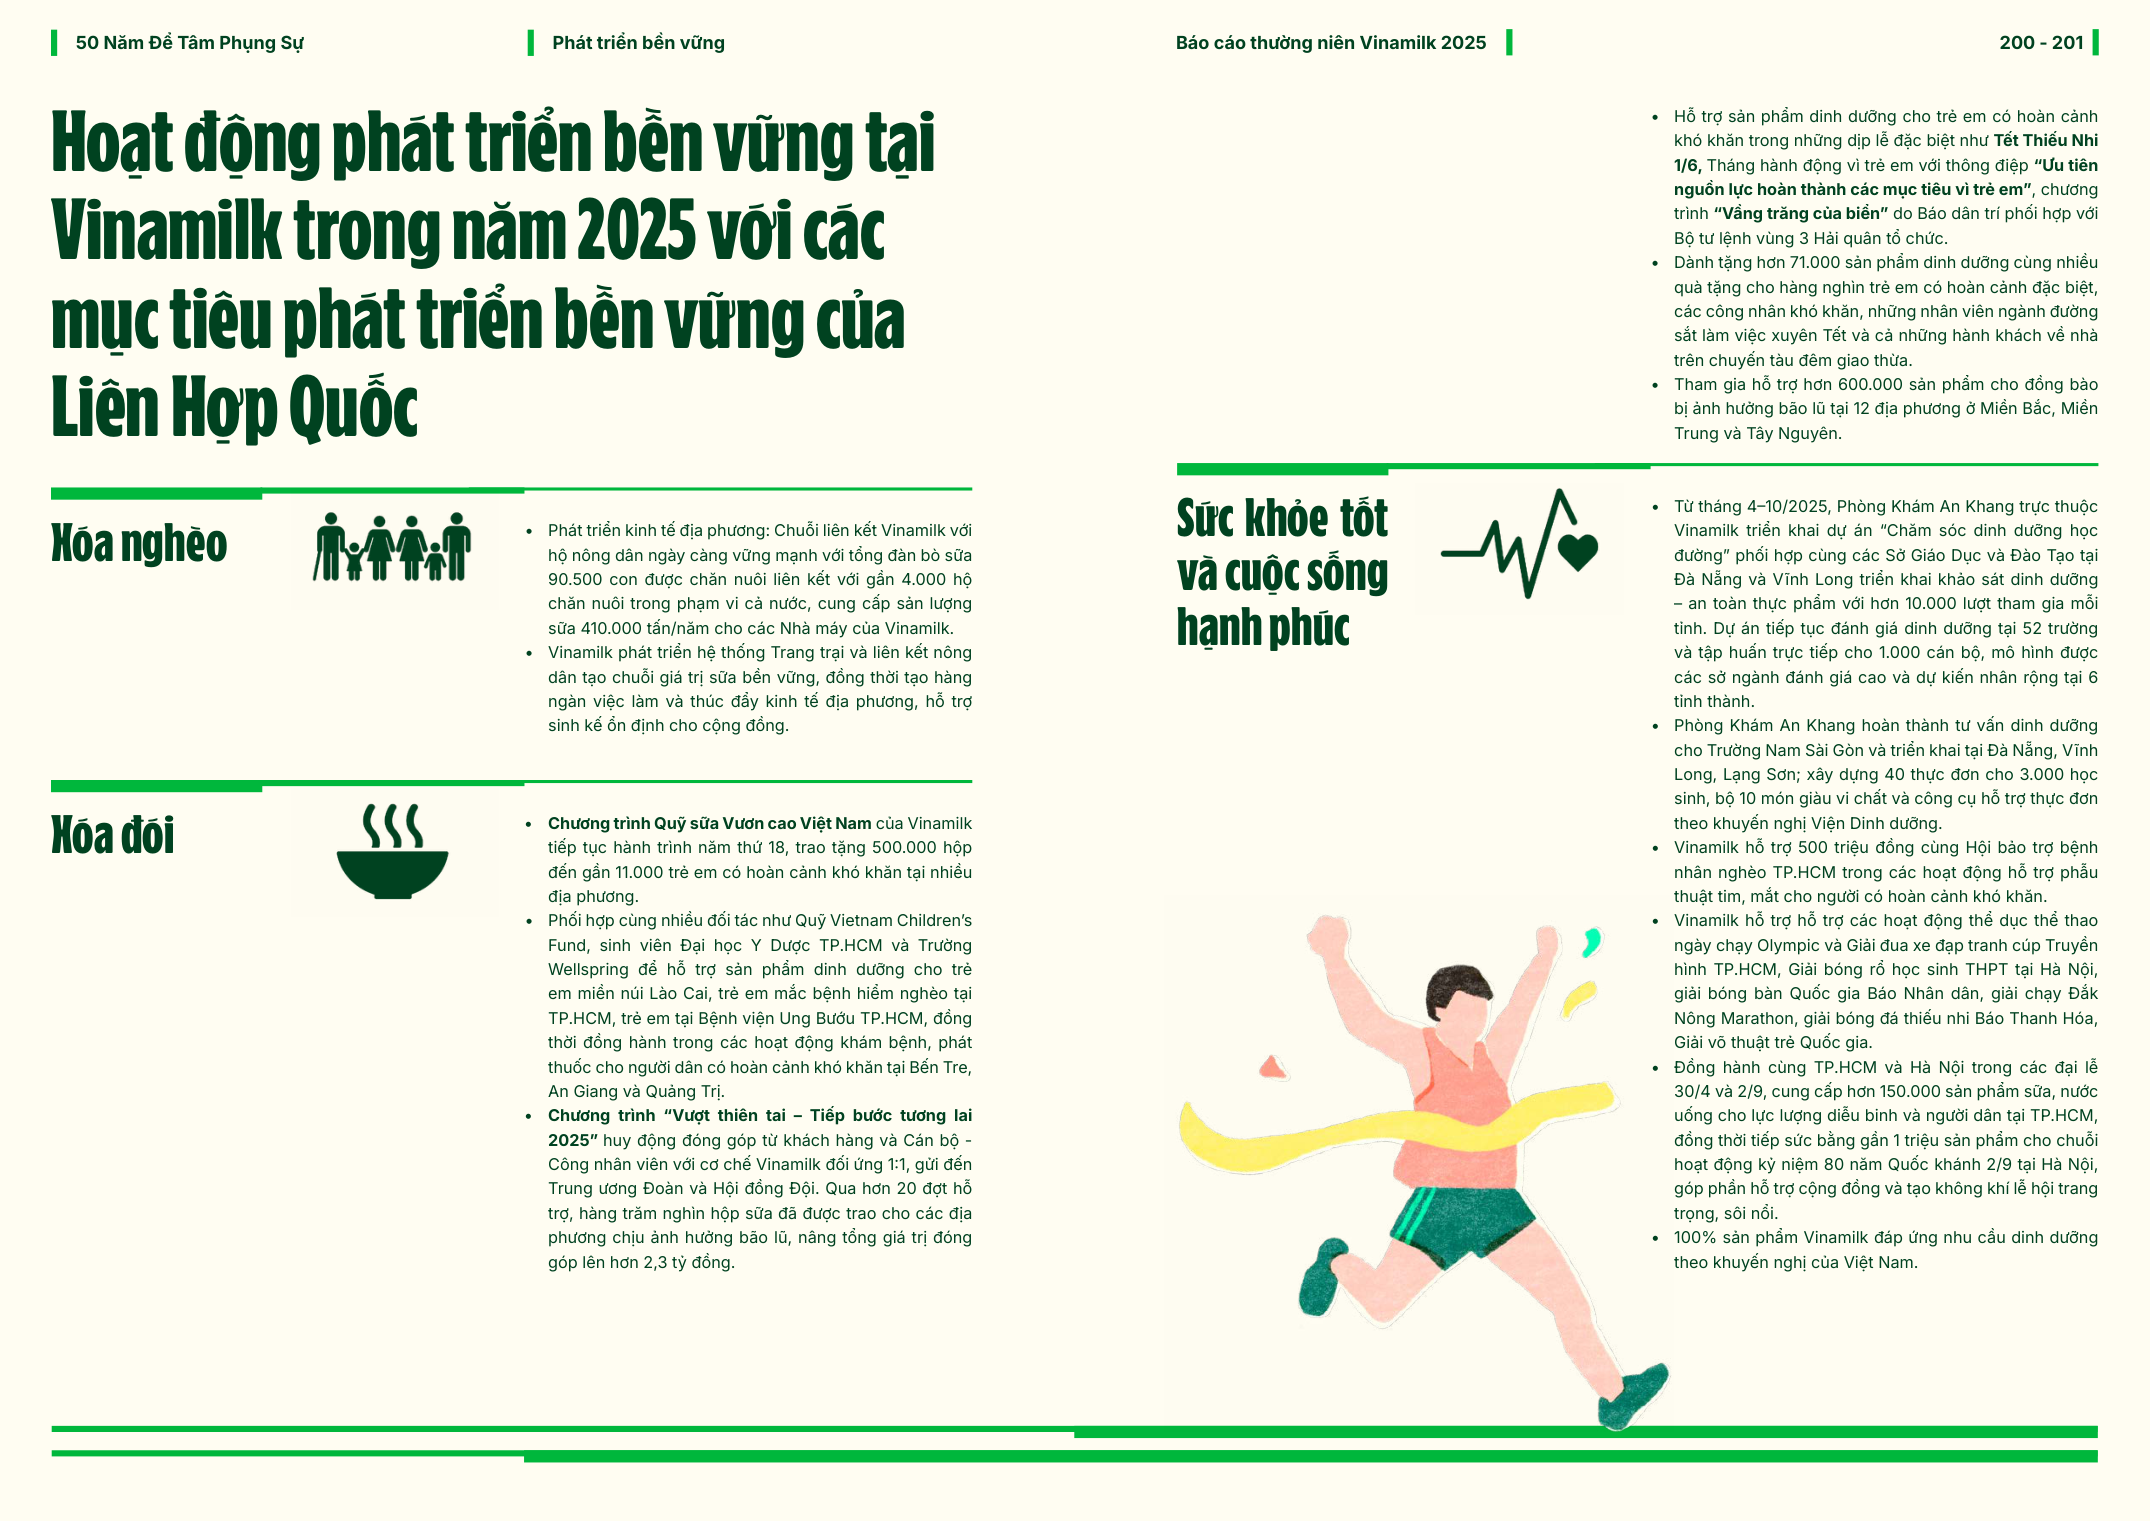 50 Năm Để Tâm Phụng Sự
Phát triển bền vững
Báo cáo thường niên Vinamilk 2025
200 - 201
Hoạt động phát triển bền vững tại
Vinamilk trong năm 2025 với các
mục tiêu phát triển bền vững của
Liên Hợp Quốc
Xóa nghèo
• Phát triển kinh tế địa phương: Chuỗi liên kết Vinamilk với
hộ nông dân ngày càng vững mạnh với tổng đàn bò sữa
90.500 con được chăn nuôi liên kết với gần 4.000 hộ
chăn nuôi trong phạm vi cả nước, cung cấp sản lượng
sữa 410.000 tấn/năm cho các Nhà máy của Vinamilk.
• Vinamilk phát triển hệ thống Trang trại và liên kết nông
dân tạo chuỗi giá trị sữa bền vững, đồng thời tạo hàng
ngàn việc làm và thúc đẩy kinh tế địa phương, hỗ trợ
sinh kế ổn định cho cộng đồng.
Xóa đói
• Chương trình Quỹ sữa Vươn cao Việt Nam của Vinamilk
tiếp tục hành trình năm thứ 18, trao tặng 500.000 hộp
đến gần 11.000 trẻ em có hoàn cảnh khó khăn tại nhiều
địa phương.
• Phối hợp cùng nhiều đối tác như Quỹ Vietnam Children’s
Fund, sinh viên Đại học Y Dược TP.HCM và Trường
Wellspring để hỗ trợ sản phẩm dinh dưỡng cho trẻ
em miền núi Lào Cai, trẻ em mắc bệnh hiểm nghèo tại
TP.HCM, trẻ em tại Bệnh viện Ung Bướu TP.HCM, đồng
thời đồng hành trong các hoạt động khám bệnh, phát
thuốc cho người dân có hoàn cảnh khó khăn tại Bến Tre,
An Giang và Quảng Trị.
• Chương trình “Vượt thiên tai – Tiếp bước tương lai
2025” huy động đóng góp từ khách hàng và Cán bộ -
Công nhân viên với cơ chế Vinamilk đối ứng 1:1, gửi đến
Trung ương Đoàn và Hội đồng Đội. Qua hơn 20 đợt hỗ
trợ, hàng trăm nghìn hộp sữa đã được trao cho các địa
phương chịu ảnh hưởng bão lũ, nâng tổng giá trị đóng
góp lên hơn 2,3 tỷ đồng.
• Hỗ trợ sản phẩm dinh dưỡng cho trẻ em có hoàn cảnh
khó khăn trong những dịp lễ đặc biệt như Tết Thiếu Nhi
1/6, Tháng hành động vì trẻ em với thông điệp “Ưu tiên
nguồn lực hoàn thành các mục tiêu vì trẻ em”, chương
trình “Vầng trăng của biển” do Báo dân trí phối hợp với
Bộ tư lệnh vùng 3 Hải quân tổ chức.
• Dành tặng hơn 71.000 sản phẩm dinh dưỡng cùng nhiều
quà tặng cho hàng nghìn trẻ em có hoàn cảnh đặc biệt,
các công nhân khó khăn, những nhân viên ngành đường
sắt làm việc xuyên Tết và cả những hành khách về nhà
trên chuyến tàu đêm giao thừa.
• Tham gia hỗ trợ hơn 600.000 sản phẩm cho đồng bào
bị ảnh hưởng bão lũ tại 12 địa phương ở Miền Bắc, Miền
Trung và Tây Nguyên.
Sức khỏe tốt
và cuộc sống
hạnh phúc
• Từ tháng 4–10/2025, Phòng Khám An Khang trực thuộc
Vinamilk triển khai dự án “Chăm sóc dinh dưỡng học
đường” phối hợp cùng các Sở Giáo Dục và Đào Tạo tại
Đà Nẵng và Vĩnh Long triển khai khảo sát dinh dưỡng
– an toàn thực phẩm với hơn 10.000 lượt tham gia mỗi
tỉnh. Dự án tiếp tục đánh giá dinh dưỡng tại 52 trường
và tập huấn trực tiếp cho 1.000 cán bộ, mô hình được
các sở ngành đánh giá cao và dự kiến nhân rộng tại 6
tỉnh thành.
• Phòng Khám An Khang hoàn thành tư vấn dinh dưỡng
cho Trường Nam Sài Gòn và triển khai tại Đà Nẵng, Vĩnh
Long, Lạng Sơn; xây dựng 40 thực đơn cho 3.000 học
sinh, bộ 10 món giàu vi chất và công cụ hỗ trợ thực đơn
theo khuyến nghị Viện Dinh dưỡng.
• Vinamilk hỗ trợ 500 triệu đồng cùng Hội bảo trợ bệnh
nhân nghèo TP.HCM trong các hoạt động hỗ trợ phẫu
thuật tim, mắt cho người có hoàn cảnh khó khăn.
• Vinamilk hỗ trợ hỗ trợ các hoạt động thể dục thể thao
ngày chạy Olympic và Giải đua xe đạp tranh cúp Truyền
hình TP.HCM, Giải bóng rổ học sinh THPT tại Hà Nội,
giải bóng bàn Quốc gia Báo Nhân dân, giải chạy Đắk
Nông Marathon, giải bóng đá thiếu nhi Báo Thanh Hóa,
Giải võ thuật trẻ Quốc gia.
• Đồng hành cùng TP.HCM và Hà Nội trong các đại lễ
30/4 và 2/9, cung cấp hơn 150.000 sản phẩm sữa, nước
uống cho lực lượng diễu binh và người dân tại TP.HCM,
đồng thời tiếp sức bằng gần 1 triệu sản phẩm cho chuỗi
hoạt động kỷ niệm 80 năm Quốc khánh 2/9 tại Hà Nội,
góp phần hỗ trợ cộng đồng và tạo không khí lễ hội trang
trọng, sôi nổi.
• 100% sản phẩm Vinamilk đáp ứng nhu cầu dinh dưỡng
theo khuyến nghị của Việt Nam.